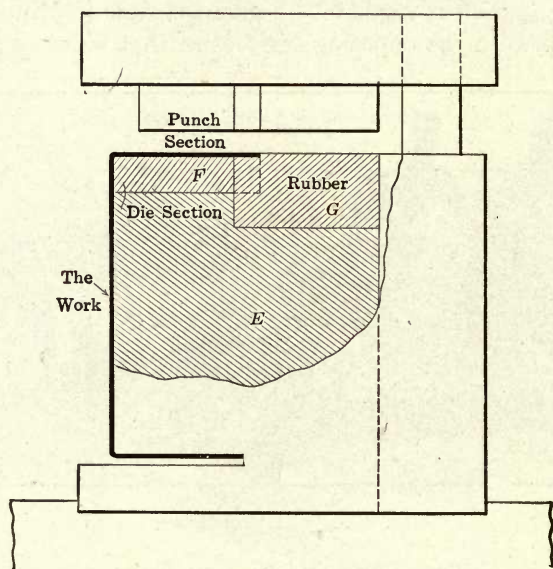 Punch
Section
F
Rubber
G
Die Section
The
Work
E